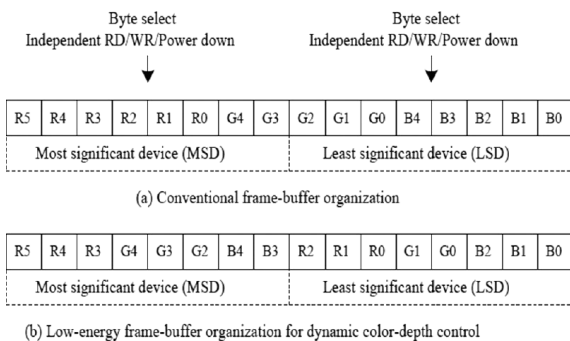 Byte select
Independent RD/WR/Power down
Byte select
Independent RD/WR/Power down
R5 R4 R3 R2 R1 R0 G4 G3 G2 G1 G0 B4 B3 B2 B1 B0
Most significant device (MSD) Least significant device (LSD)
(a) Conventional frame-buffer organization
R5 R4 R3 G4 G3 G2 B4 B3 R2 R1 R0 G1 G0 B2 B1 B0
Most significant device (MSD) Least significant device (LSD)
(b) Low-energy frame-buffer organization for dynamic color-depth control